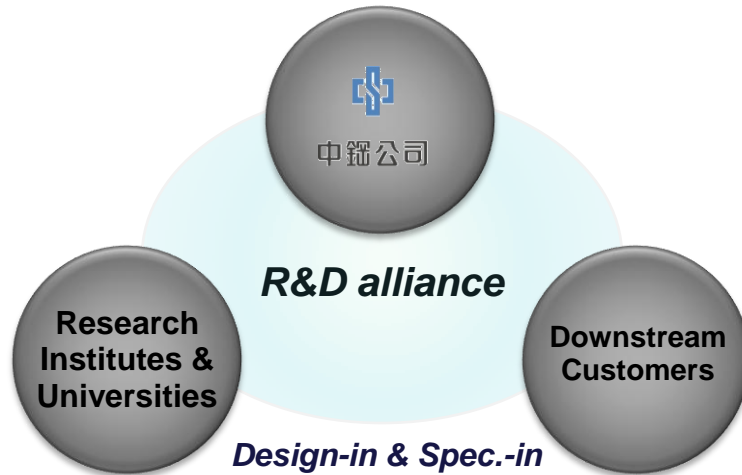 中鋼公司
R&D alliance
Research
Institutes &
Universities
Downstream
Customers
Design-in & Spec.-in